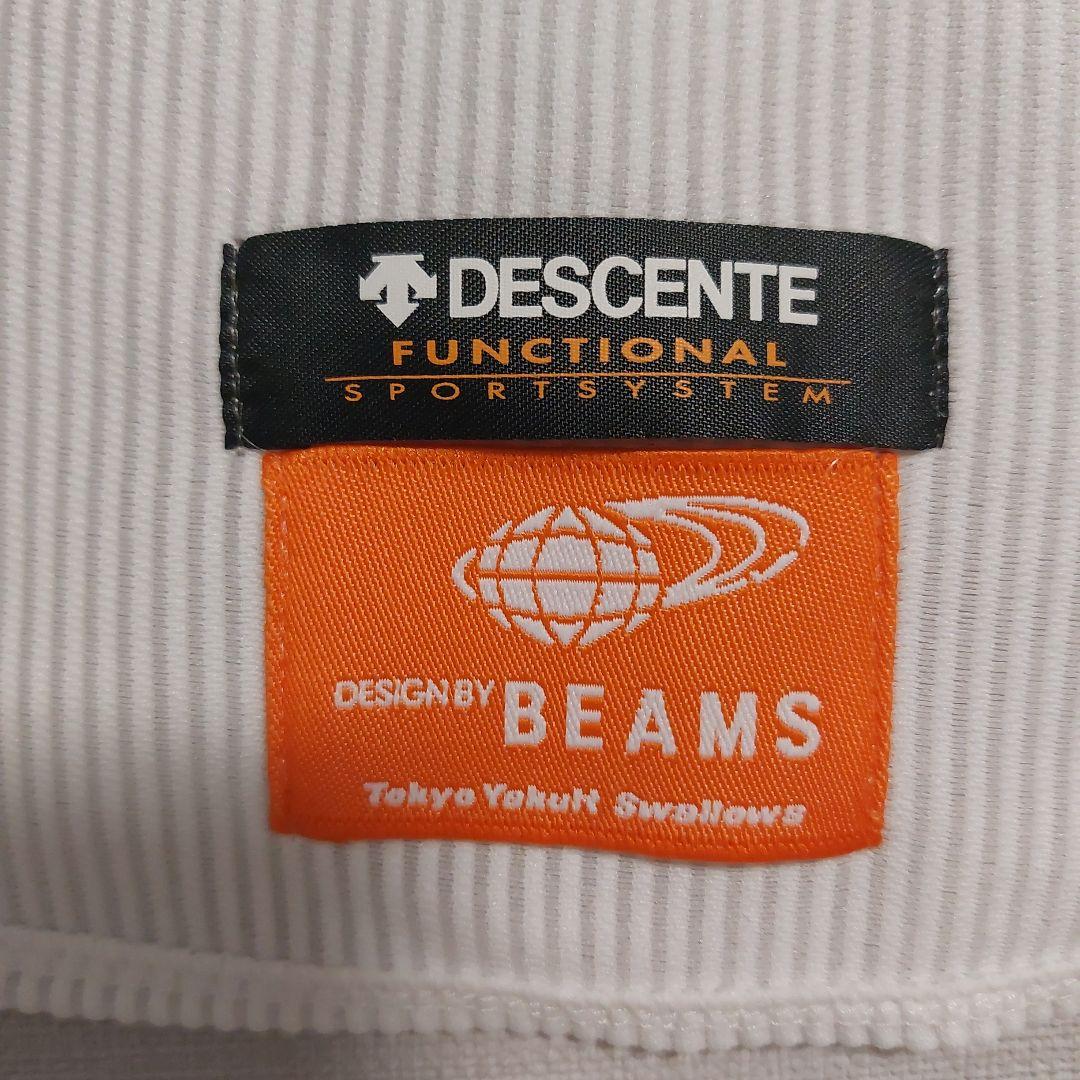 DESCENTE
FUNCTIONAL
SPORTSYSTEM
DESIGN BY BEAMS
Tokyo Yakult Swallows